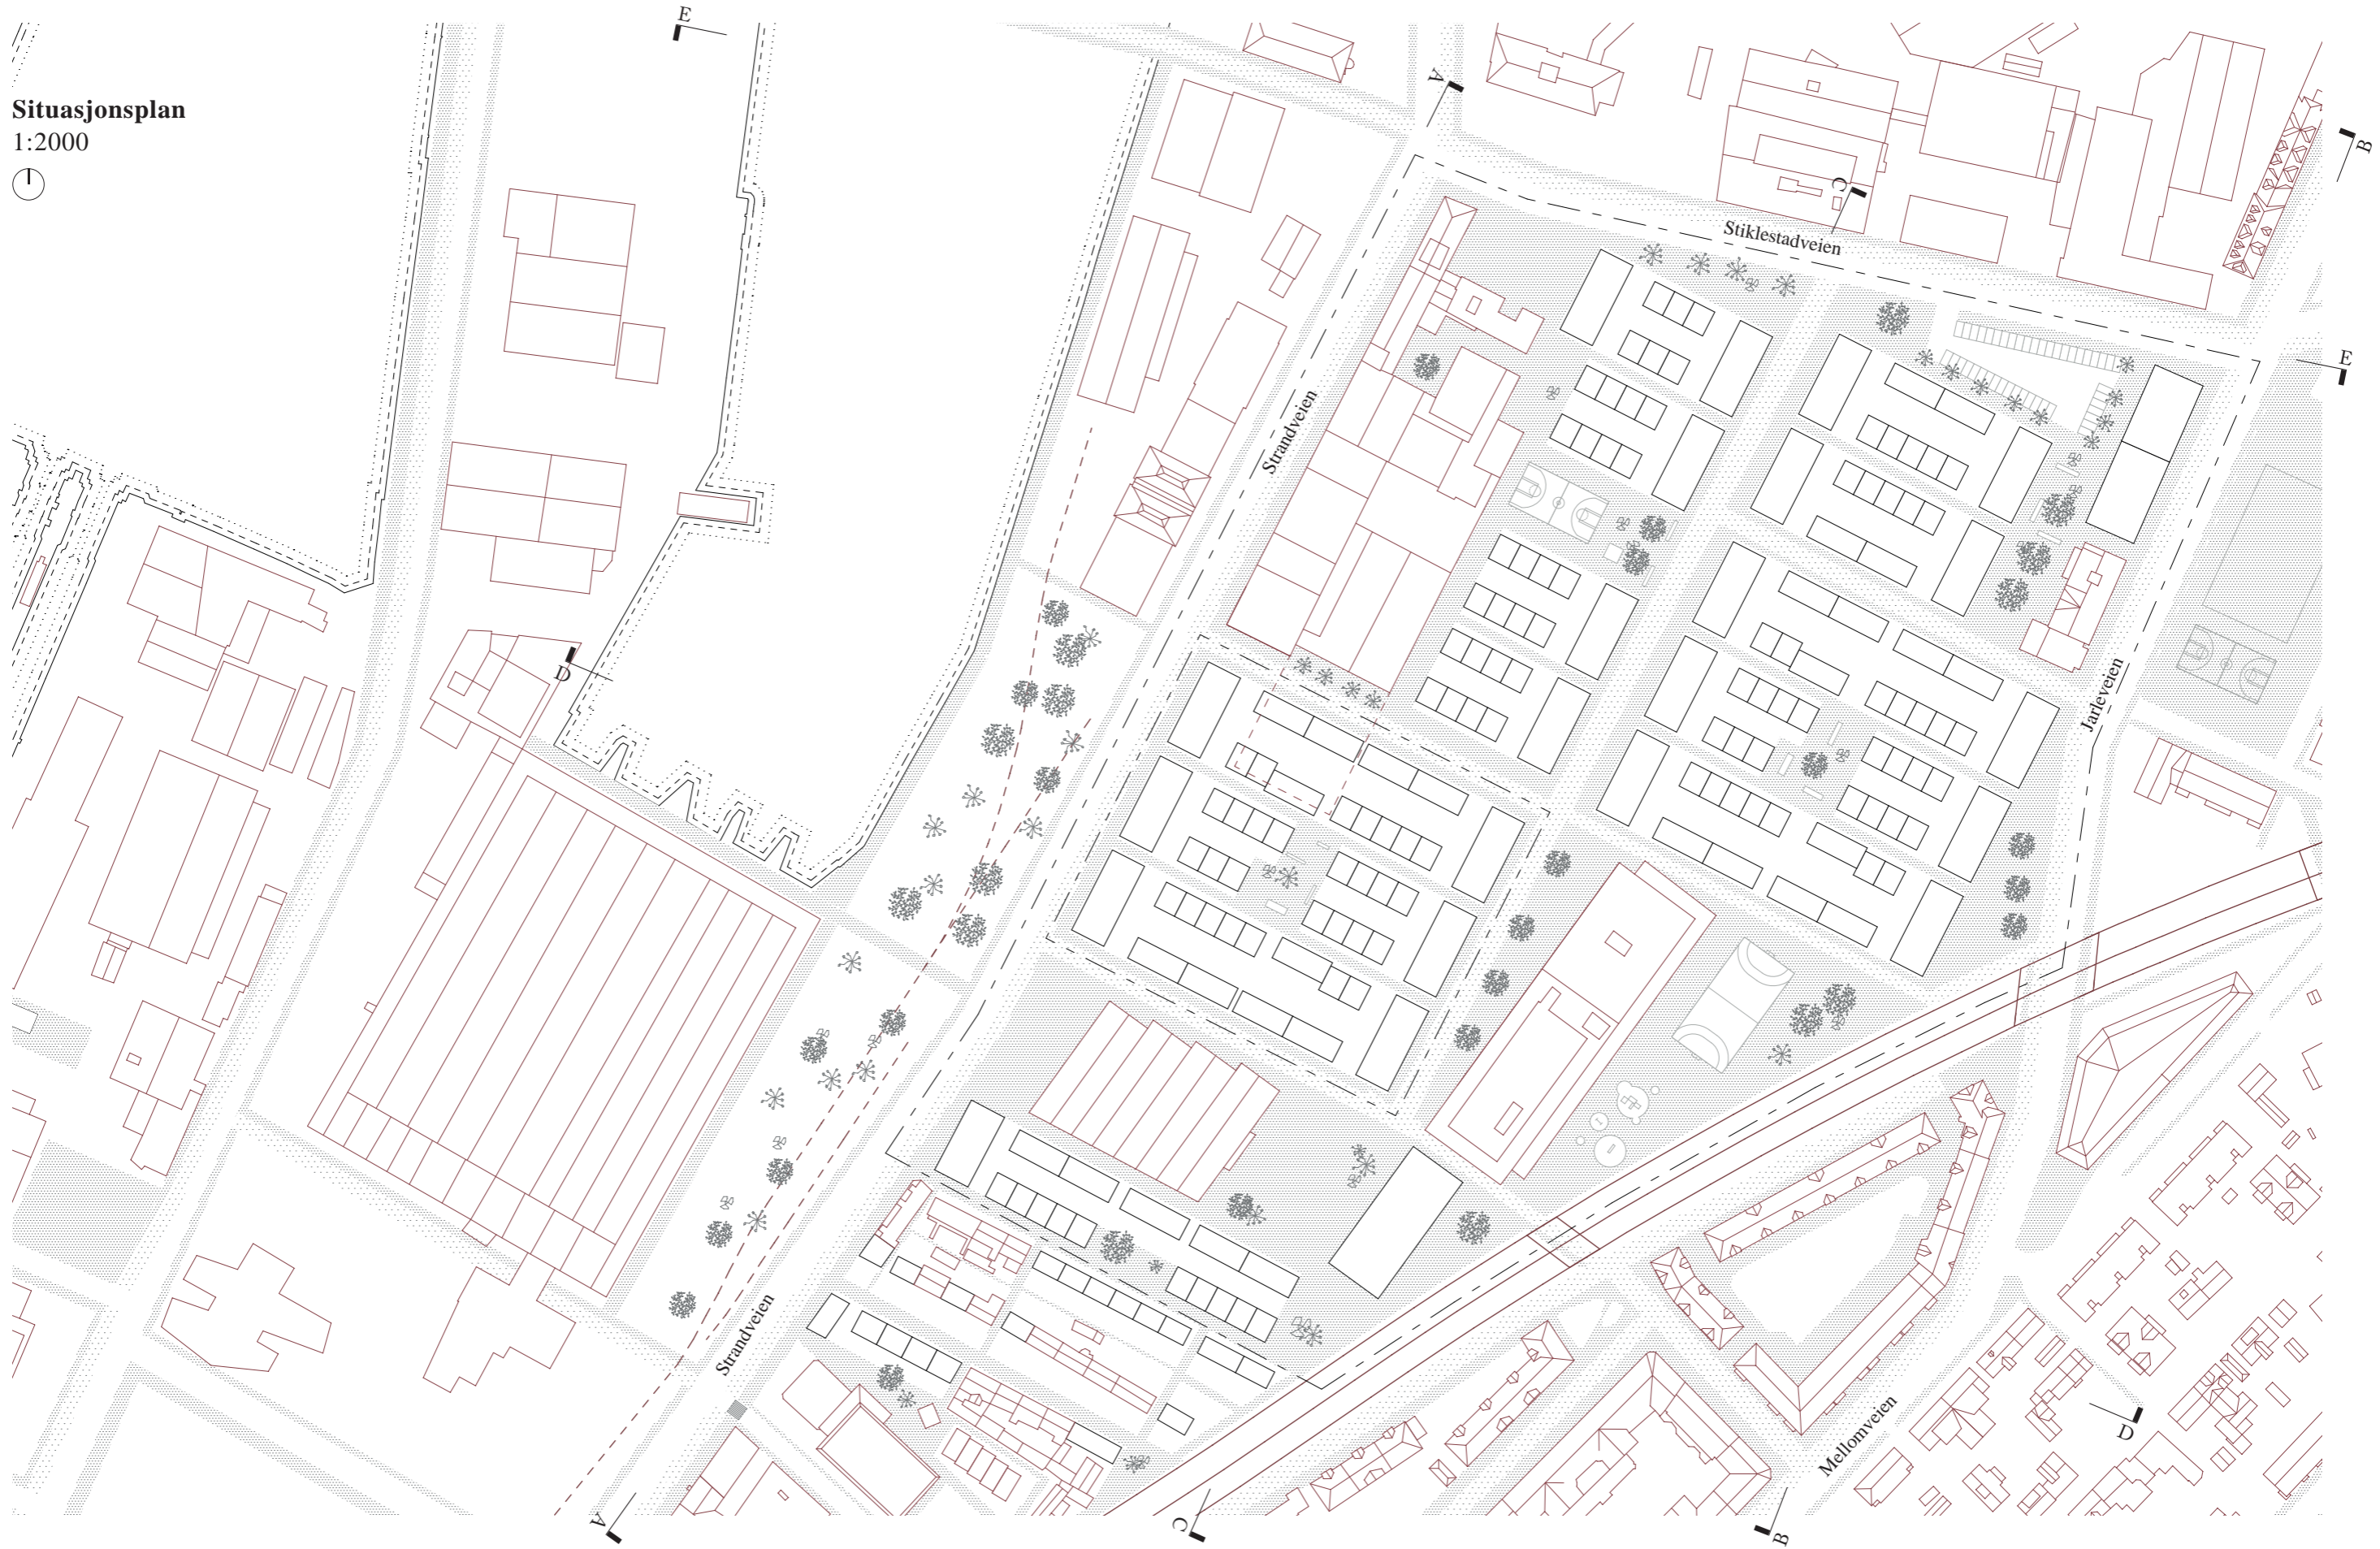 Situasjonsplan
1:2000
E
A
B
C
Stiklestadveien
E
Strandveien
D
Jarleveien
Strandveien
Mellomveien
D
A
C
B